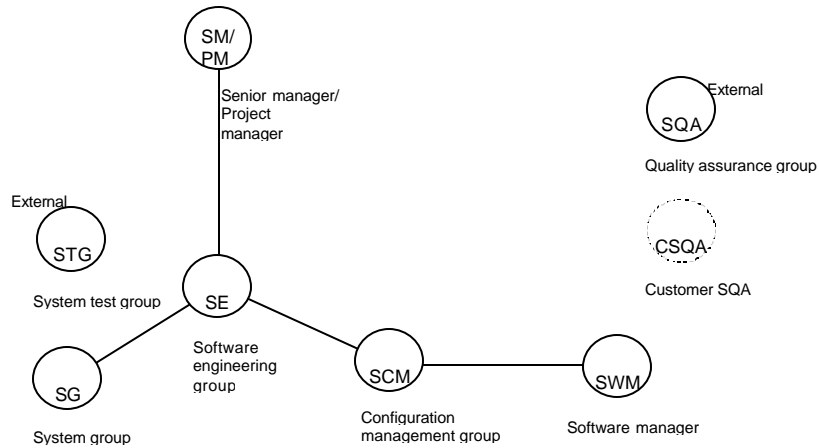 SM/
PM
Senior manager/
Project
manager
External
SQA
Quality assurance group
External
STG
System test group
CSQA
Customer SQA
SE
Software
engineering
group
SG
System group
SCM
Configuration
management group
SWM
Software manager